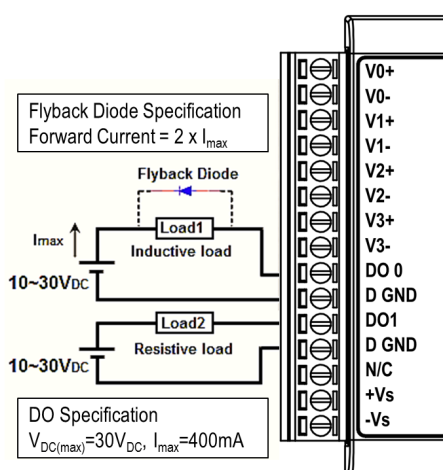 Flyback Diode Specification
Forward Current = 2 x Imax
Flyback Diode
Imax
Load1
Inductive load
10~30VDC
Load2
Resistive load
10~30VDC
DO Specification
VDC(max)=30VDC, Imax=400mA
V0+
V0-
V1+
V1-
V2+
V2-
V3+
V3-
DO 0
D GND
DO1
D GND
N/C
+Vs
-Vs